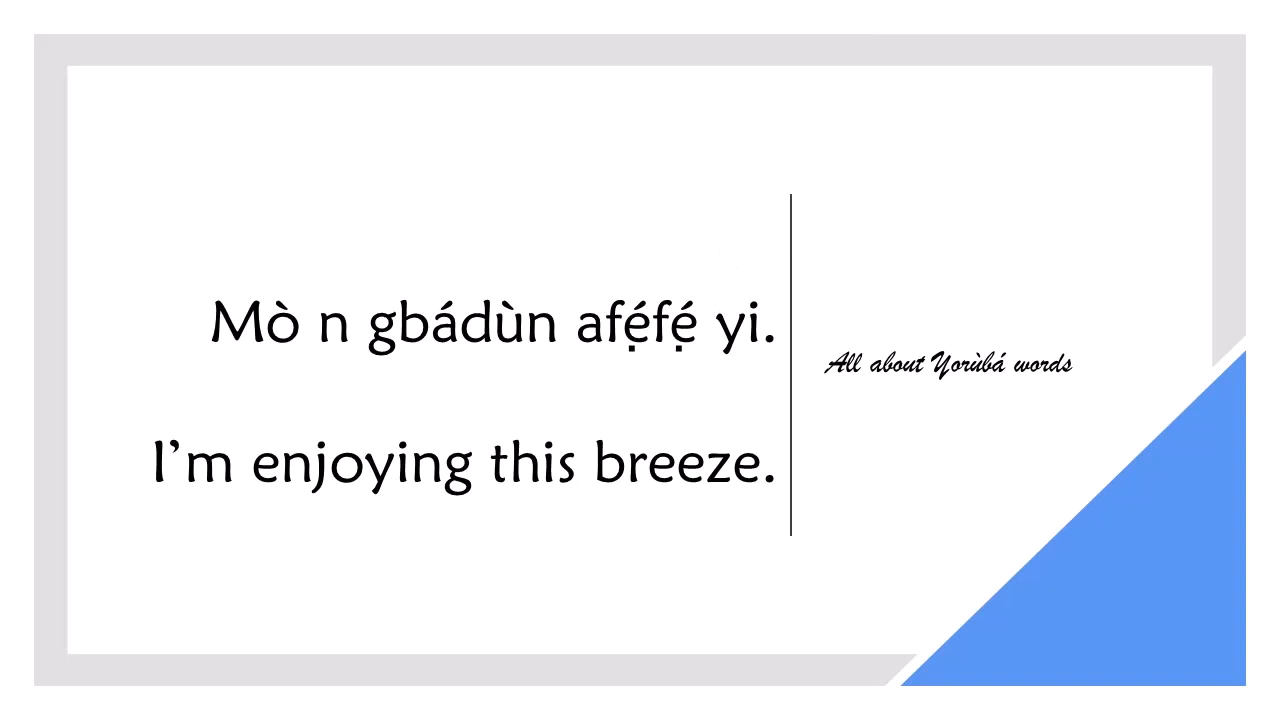 Mò n gbádùn afẹ́fẹ́ yi.
I’m enjoying this breeze.
All about Yorùbá words